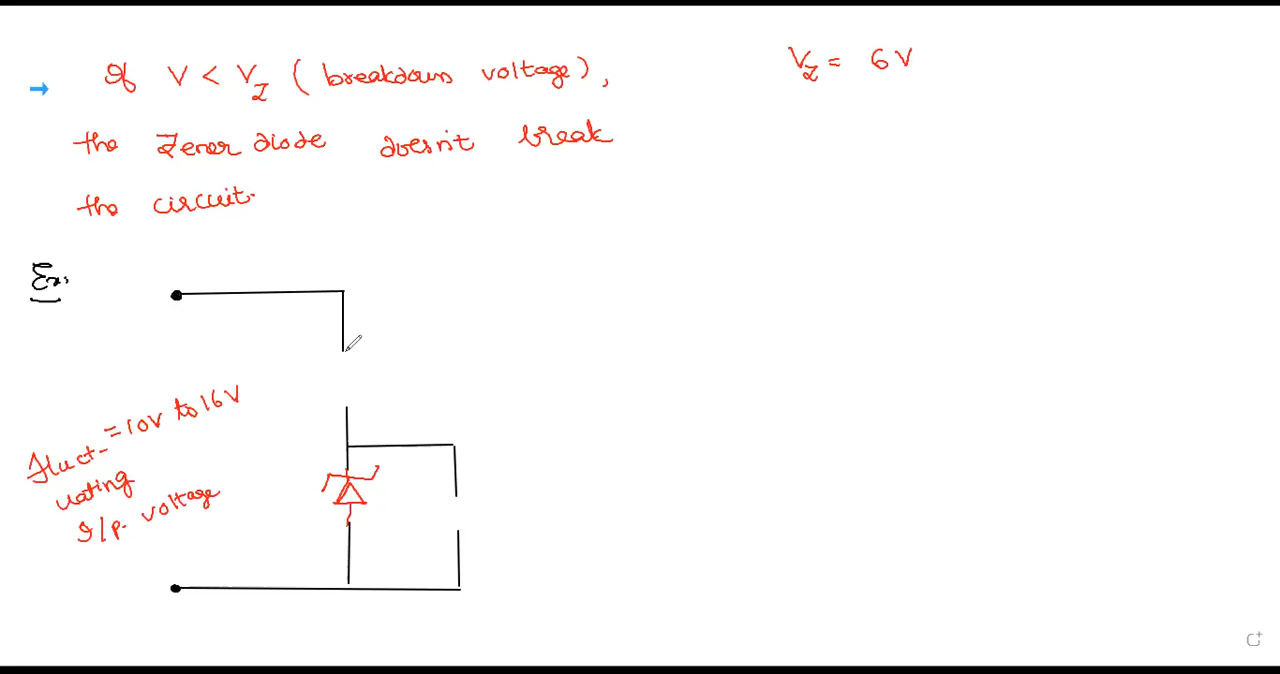 If V < Vz (breakdown voltage),
the Zener diode doesn't break
the circuit.
Vz = 6V
Ex:
Fluct- = 10V to 16V
uating
I/p. voltage